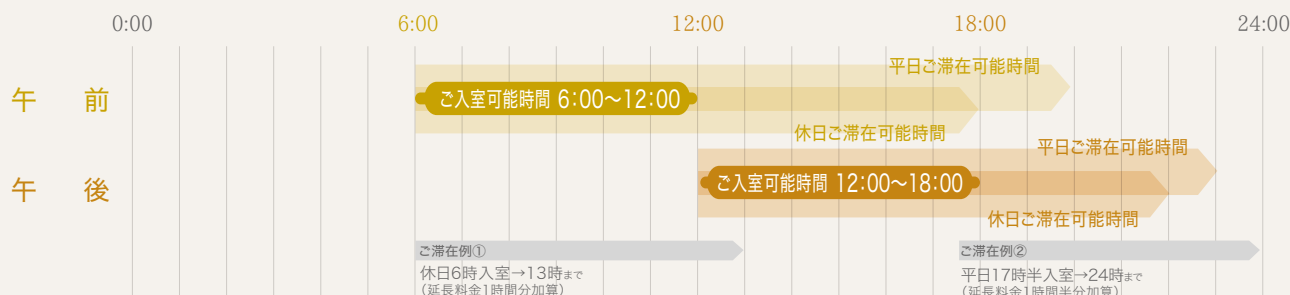 0:00 6:00 12:00 18:00 24:00
平日ご滞在可能時間
午 前 ご入室可能時間 6:00〜12:00
休日ご滞在可能時間
平日ご滞在可能時間
午 後 ご入室可能時間 12:00〜18:00
休日ご滞在可能時間
ご滞在例①
休日6時入室→13時まで
(延長料金1時間分加算)
ご滞在例②
平日17時半入室→24時まで
(延長料金1時間半分加算)